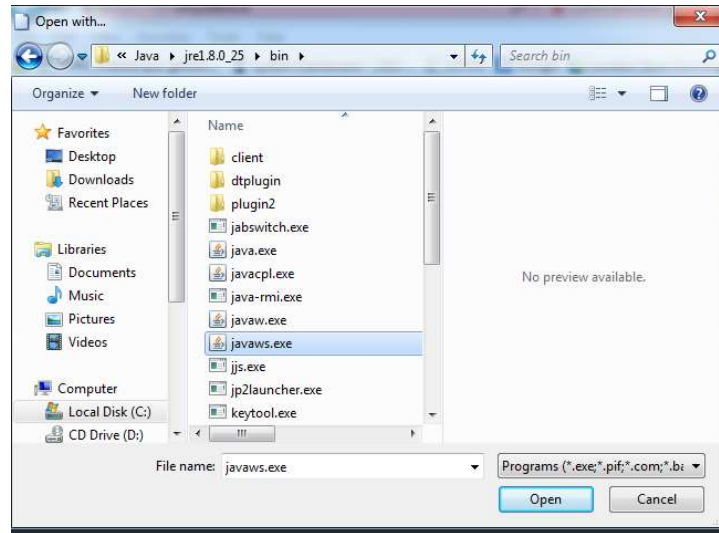 Open with...
« Java ▸ jre1.8.0_25 ▸ bin ▸
Search bin
Organize
New folder
Favorites
Desktop
Downloads
Recent Places
Libraries
Documents
Music
Pictures
Videos
Computer
Local Disk (C:)
CD Drive (D:)
Name
client
dtplugin
plugin2
jabswitch.exe
java.exe
javacpl.exe
java-rmi.exe
javaw.exe
javaws.exe
jjs.exe
jp2launcher.exe
keytool.exe
No preview available.
File name: javaws.exe
Programs (*.exe;*.pif;*.com;*.ba
Open
Cancel